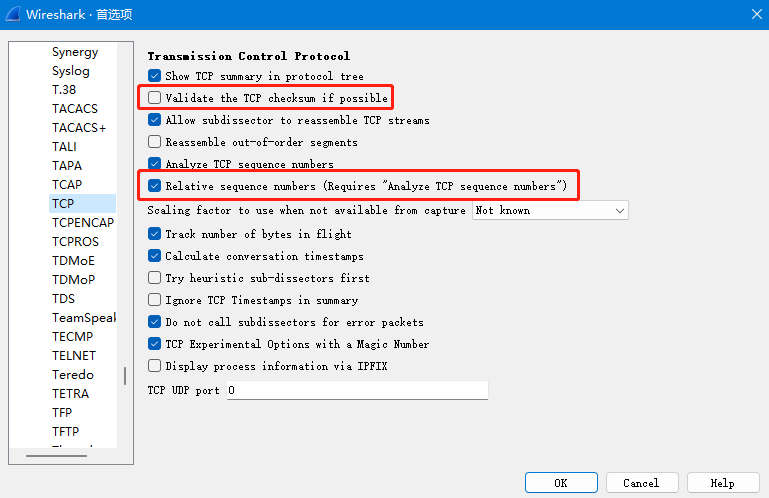 Wireshark · 首选项
Synergy
Syslog
T.38
TACACS
TACACS+
TALI
TAPA
TCAP
TCP
TCPENCAP
TCPROS
TDMoE
TDMoP
TDS
TeamSpeak
TECMP
TELNET
Teredo
TETRA
TFP
TFTP
Transmission Control Protocol
Show TCP summary in protocol tree
Validate the TCP checksum if possible
Allow subdissector to reassemble TCP streams
Reassemble out-of-order segments
Analyze TCP sequence numbers
Relative sequence numbers (Requires "Analyze TCP sequence numbers")
Scaling factor to use when not available from capture Not known
Track number of bytes in flight
Calculate conversation timestamps
Try heuristic sub-dissectors first
Ignore TCP Timestamps in summary
Do not call subdissectors for error packets
TCP Experimental Options with a Magic Number
Display process information via IPFIX
TCP UDP port 0
OK Cancel Help